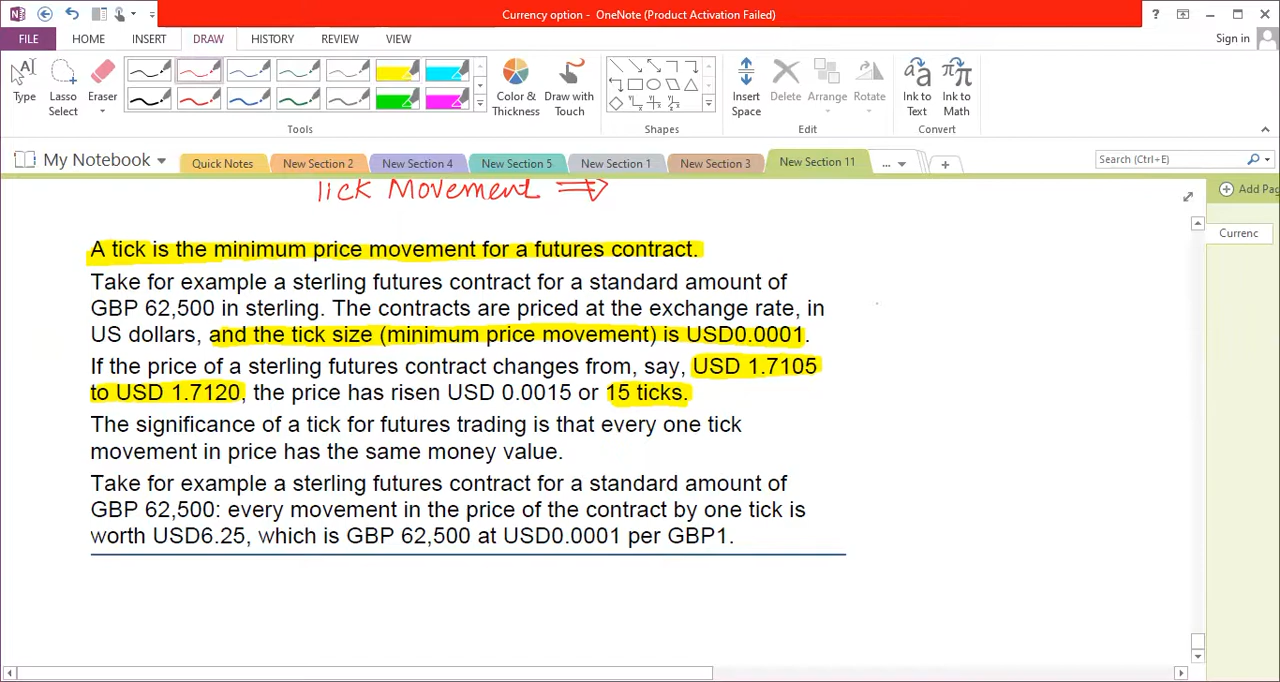 Currency option - OneNote (Product Activation Failed)
?
Sign in
FILE HOME INSERT DRAW HISTORY REVIEW VIEW
Type Lasso Select Eraser
Color & Thickness Draw with Touch
Insert Space Delete Arrange Rotate
Ink to Text Ink to Math
Tools Shapes Edit Convert
My Notebook Quick Notes New Section 2 New Section 4 New Section 5 New Section 1 New Section 3 New Section 11 ...
Search (Ctrl+E)
Add Pag
Currenc
Tick Movement ⇒
A tick is the minimum price movement for a futures contract.
Take for example a sterling futures contract for a standard amount of
GBP 62,500 in sterling. The contracts are priced at the exchange rate, in
US dollars, and the tick size (minimum price movement) is USD0.0001.
If the price of a sterling futures contract changes from, say, USD 1.7105
to USD 1.7120, the price has risen USD 0.0015 or 15 ticks.
The significance of a tick for futures trading is that every one tick
movement in price has the same money value.
Take for example a sterling futures contract for a standard amount of
GBP 62,500: every movement in the price of the contract by one tick is
worth USD6.25, which is GBP 62,500 at USD0.0001 per GBP1.